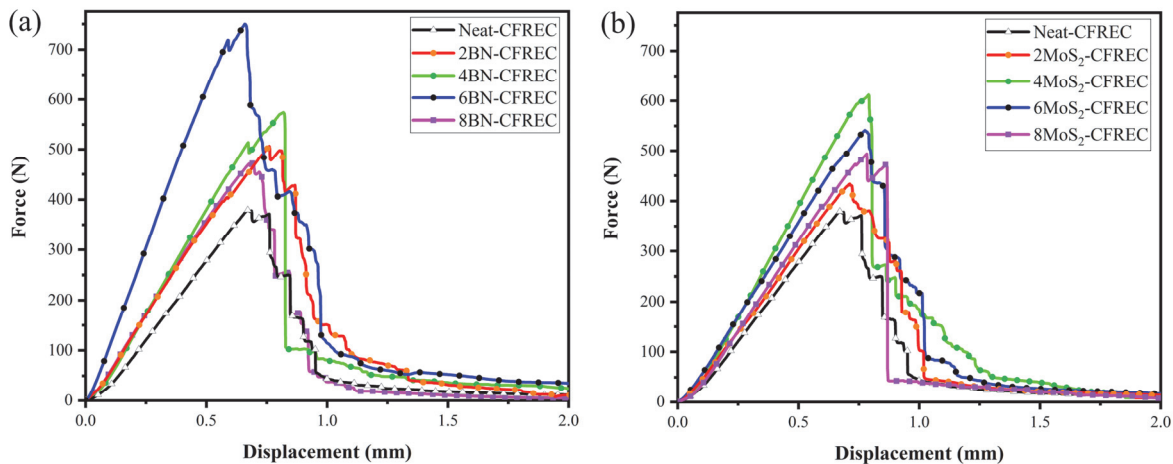 (a)
Neat-CFREC
2BN-CFREC
4BN-CFREC
6BN-CFREC
8BN-CFREC
Force (N)
700
600
500
400
300
200
100
0
0.0
0.5
1.0
1.5
2.0
Displacement (mm)
(b)
Neat-CFREC
2MoS₂-CFREC
4MoS₂-CFREC
6MoS₂-CFREC
8MoS₂-CFREC
Force (N)
700
600
500
400
300
200
100
0
0.0
0.5
1.0
1.5
2.0
Displacement (mm)